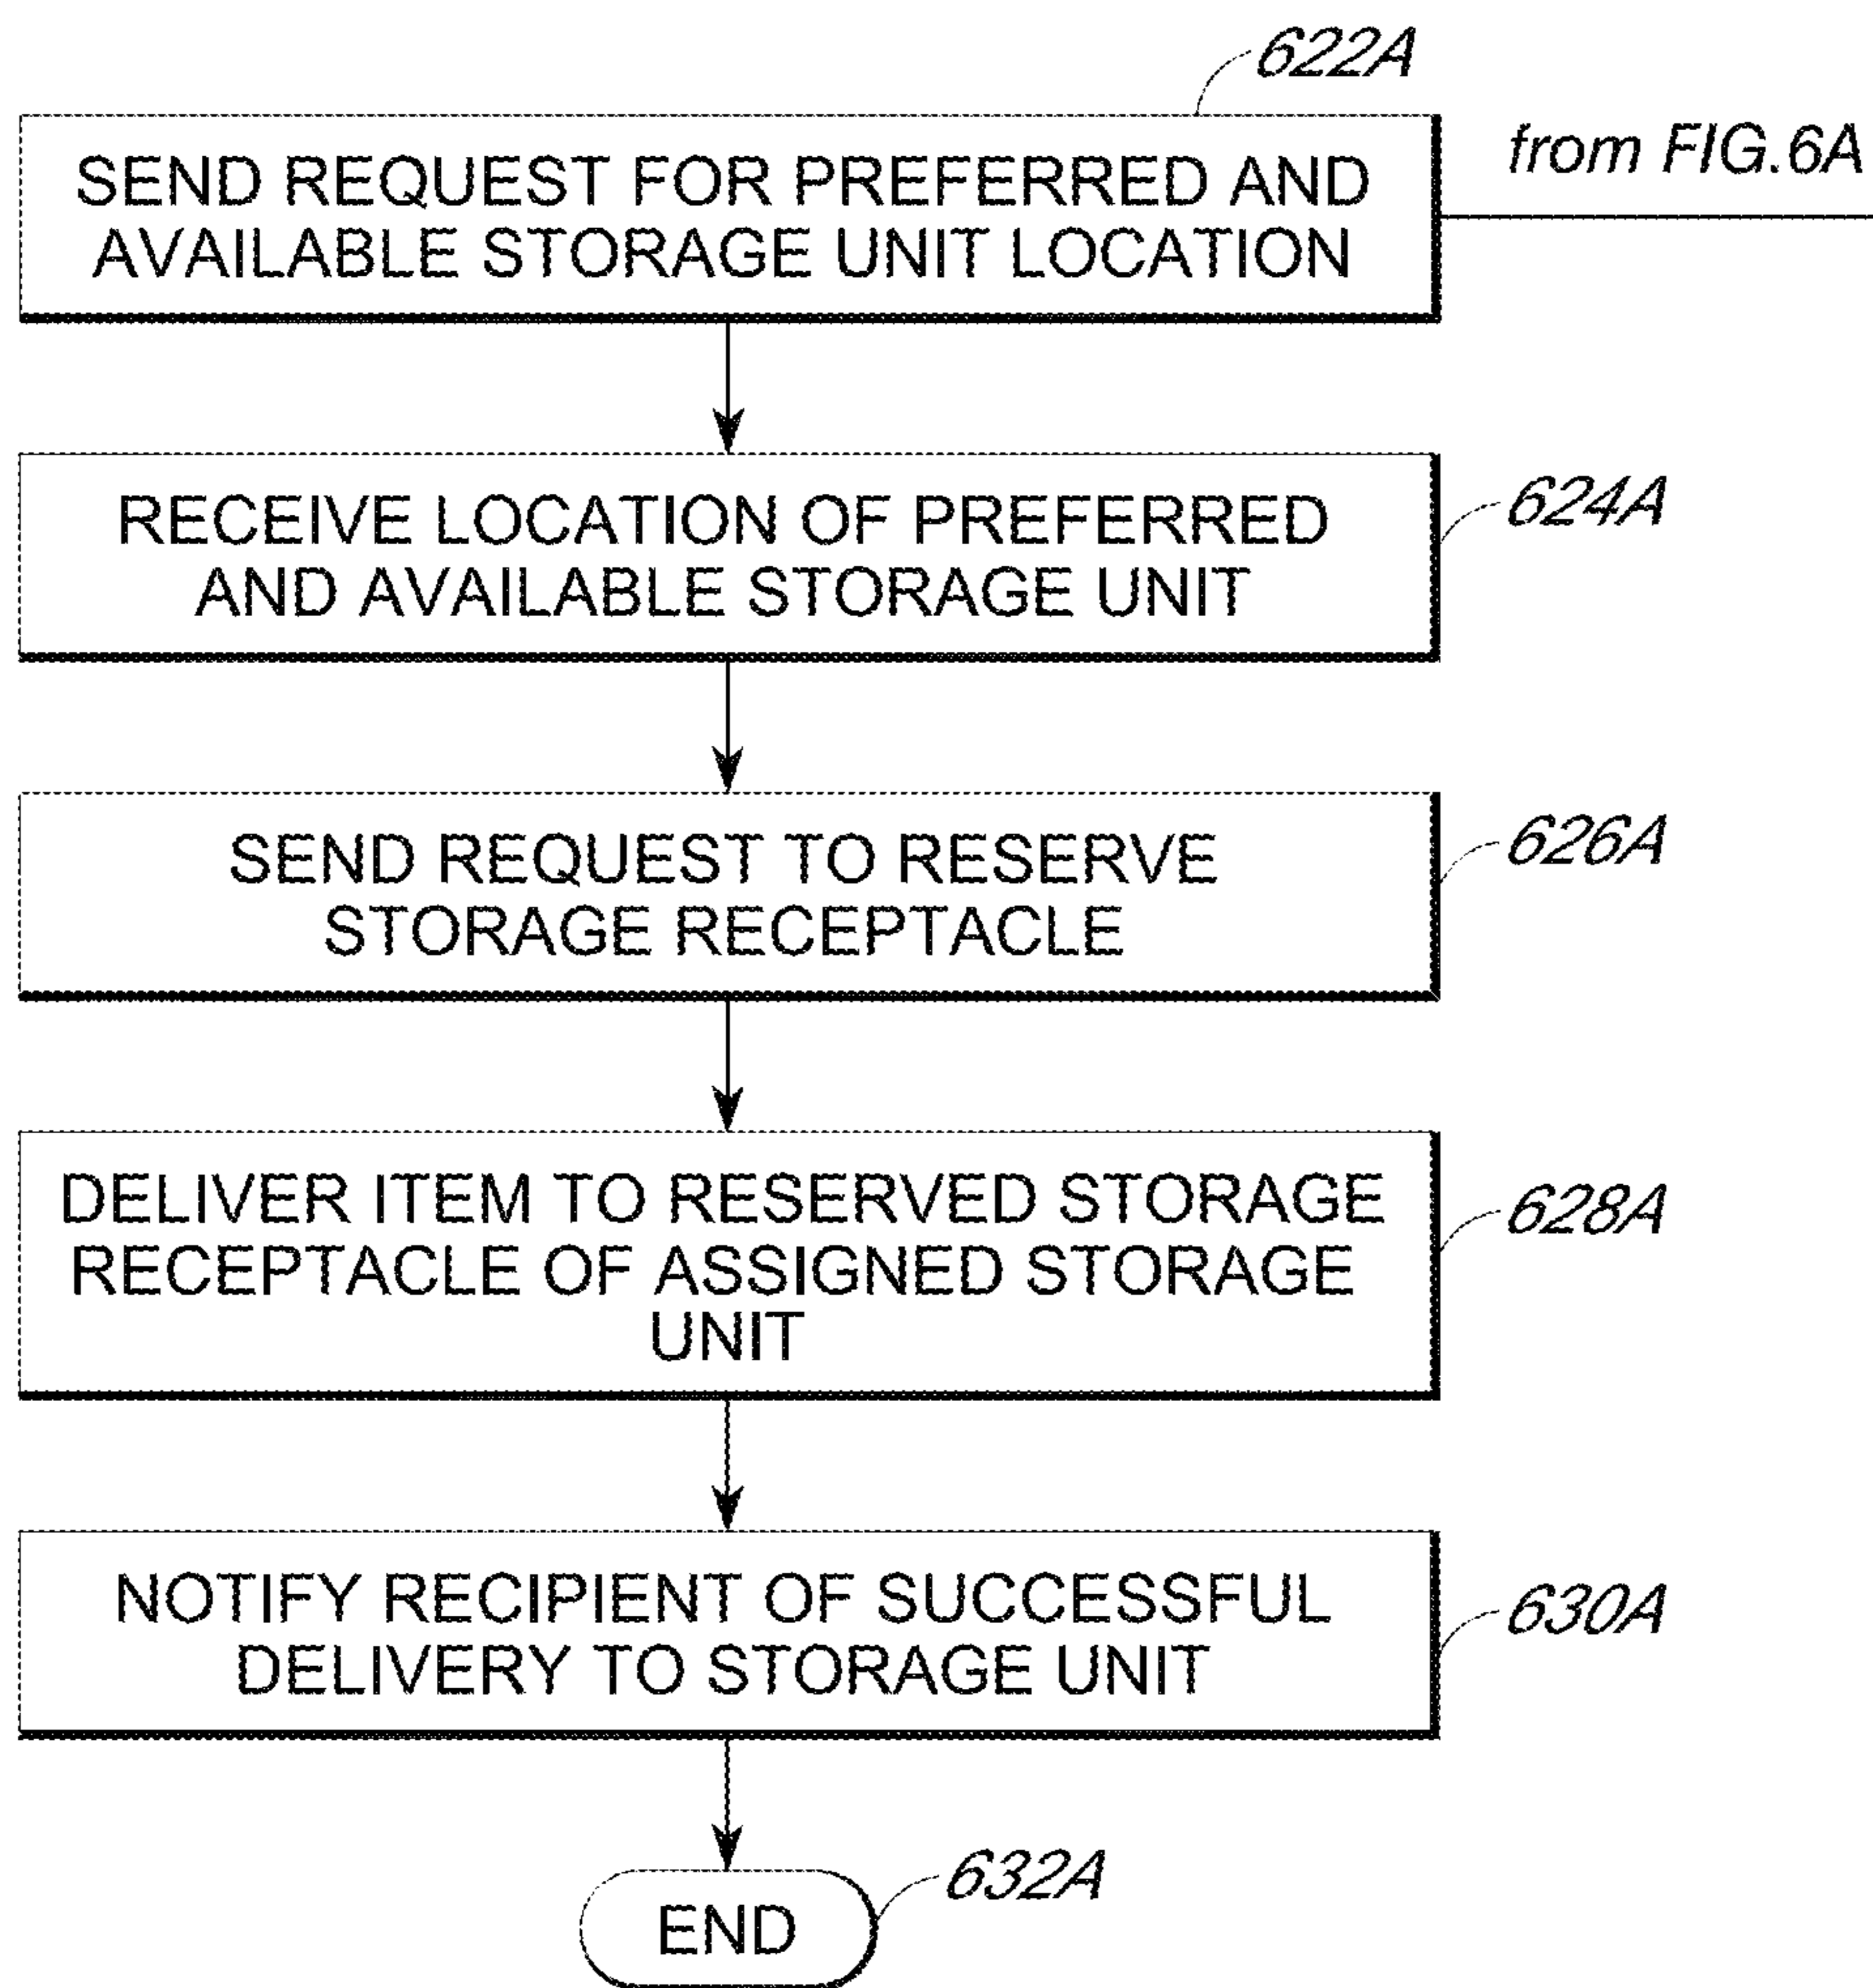 622A
SEND REQUEST FOR PREFERRED AND
AVAILABLE STORAGE UNIT LOCATION
from FIG.6A
RECEIVE LOCATION OF PREFERRED
AND AVAILABLE STORAGE UNIT
624A
SEND REQUEST TO RESERVE
STORAGE RECEPTACLE
626A
DELIVER ITEM TO RESERVED STORAGE
RECEPTACLE OF ASSIGNED STORAGE
UNIT
628A
NOTIFY RECIPIENT OF SUCCESSFUL
DELIVERY TO STORAGE UNIT
630A
END
632A